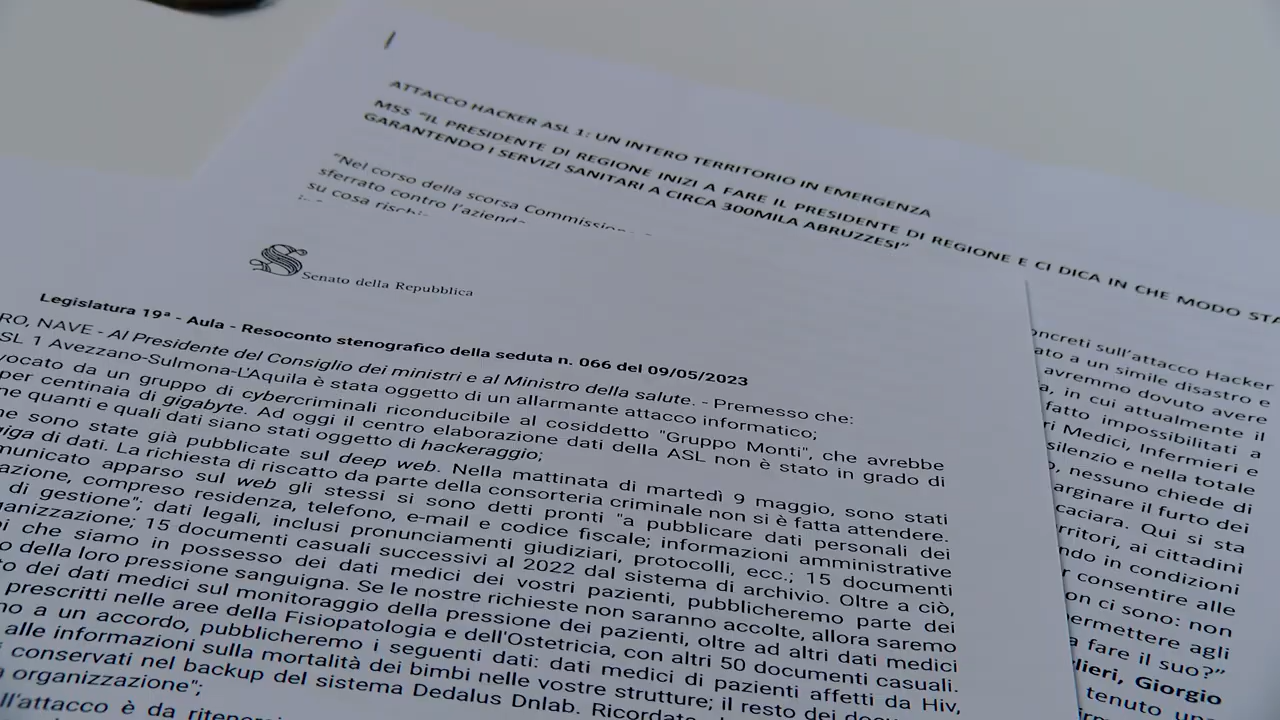 ATTACCO HACKER ASL 1: UN INTERO TERRITORIO IN EMERGENZA
MSS "IL PRESIDENTE DI REGIONE INIZI A FARE IL PRESIDENTE DI REGIONE E CI DICA IN CHE MODO STA
GARANTENDO I SERVIZI SANITARI A CIRCA 300MILA ABRUZZESI"
"Nel corso della scorsa Commissione
sferrato contro l'azienda
su cosa
Senato della Repubblica
Legislatura 19ª - Aula - Resoconto stenografico della seduta n. 066 del 09/05/2023
RO, NAVE - Al Presidente del Consiglio dei ministri e al Ministro della salute. - Premesso che:
SL 1 Avezzano-Sulmona-L'Aquila è stata oggetto di un allarmante attacco informatico;
vocato da un gruppo di cybercriminali riconducibile al cosiddetto "Gruppo Monti", che avrebbe
per centinaia di gigabyte. Ad oggi il centro elaborazione dati della ASL non è stato in grado di
ne quanti e quali dati siano stati oggetto di hackeraggio;
he sono state già pubblicate sul deep web. Nella mattinata di martedì 9 maggio, sono stati
giga di dati. La richiesta di riscatto da parte della consorteria criminale non si è fatta attendere.
municato apparso sul web gli stessi si sono detti pronti "a pubblicare dati personali dei
azione, compreso residenza, telefono, e-mail e codice fiscale; informazioni amministrative
di gestione"; dati legali, inclusi pronunciamenti giudiziari, protocolli, ecc.; 15 documenti
ganizzazione; 15 documenti casuali successivi al 2022 dal sistema di archivio. Oltre a ciò,
i che siamo in possesso dei dati medici dei vostri pazienti, pubblicheremo parte dei
o della loro pressione sanguigna. Se le nostre richieste non saranno accolte, allora saremo
to dei dati medici sul monitoraggio della pressione dei pazienti, oltre ad altri dati medici
prescritti nelle aree della Fisiopatologia e dell'Ostetricia, con altri 50 documenti casuali.
no a un accordo, pubblicheremo i seguenti dati: dati medici di pazienti affetti da Hiv,
alle informazioni sulla mortalità dei bimbi nelle vostre strutture; il resto dei
conservati nel backup del sistema Dedalus Dnlab. Ricordate
organizzazione";
ll'attacco è da
oncreti sull'attacco Hacker
ato a un simile disastro e
avremmo dovuto avere
a, in cui attualmente il
fatto impossibilitati a
ri Medici, Infermieri e
silenzio e nella totale
o, nessuno chiede di
arginare il furto dei
caciara. Qui si sta
rritori, ai cittadini
ndo in condizioni
r consentire alle
on ci sono: non
ermettere agli
a fare il suo?"
lieri, Giorgio
tenuto